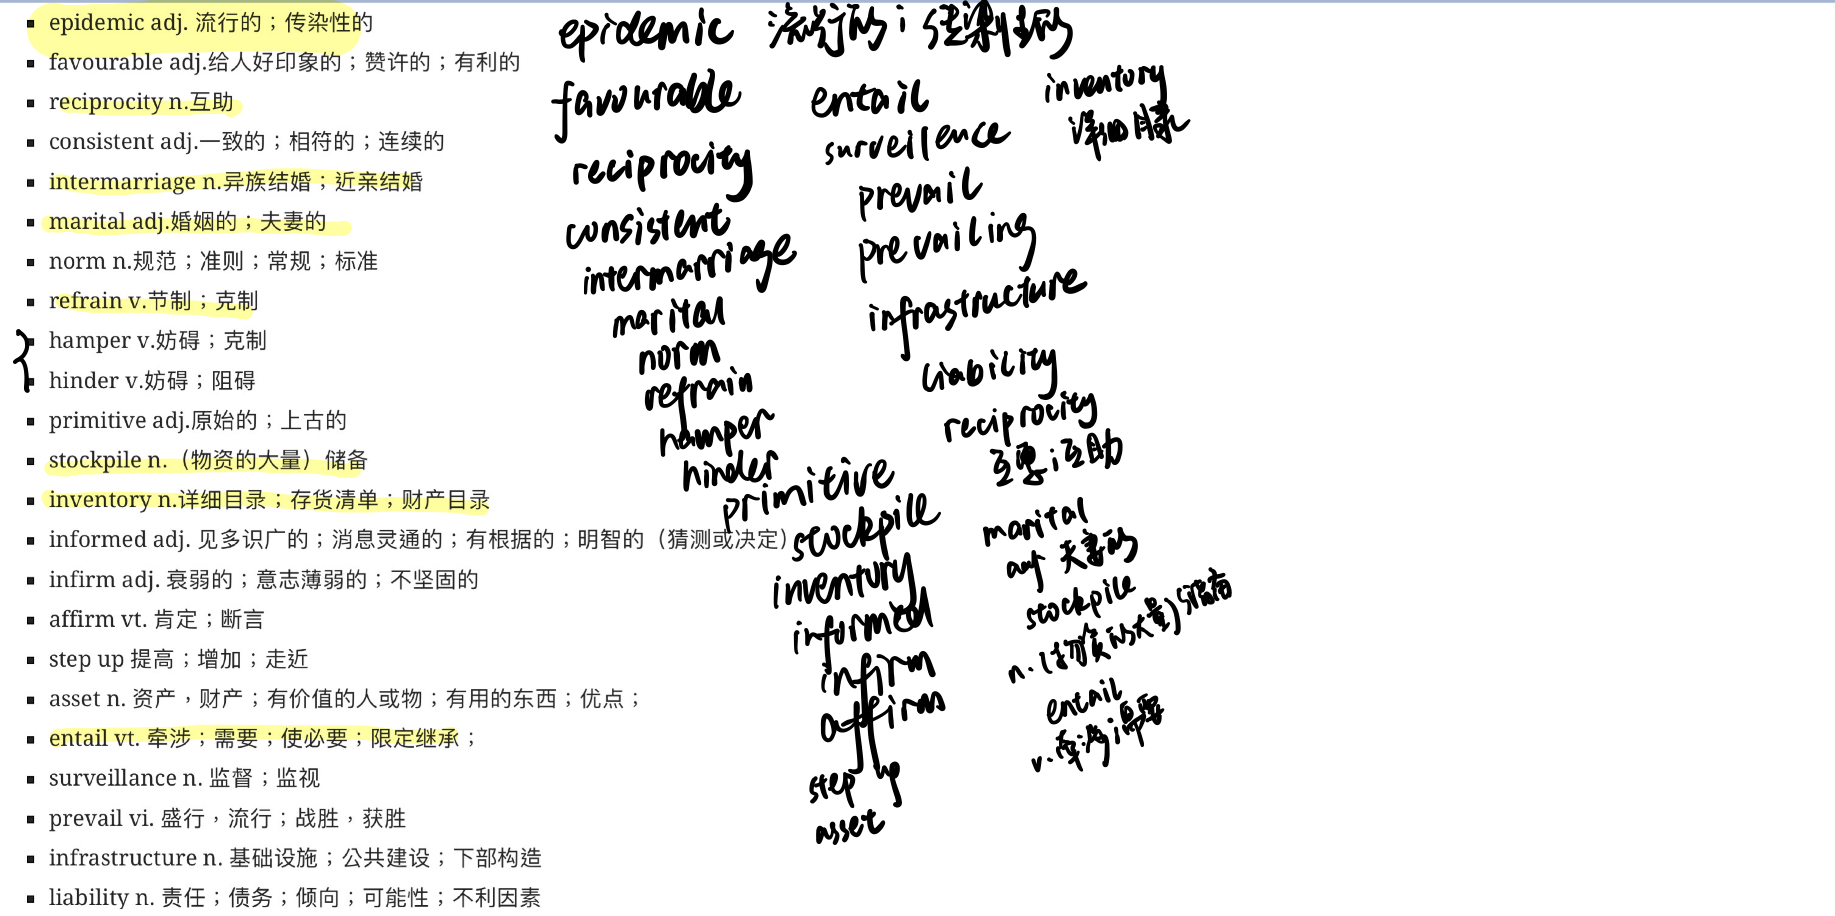 epidemic adj. 流行的；传染性的
favourable adj.给人好印象的；赞许的；有利的
reciprocity n.互助
consistent adj.一致的；相符的；连续的
intermarriage n.异族结婚；近亲结婚
marital adj.婚姻的；夫妻的
norm n.规范；准则；常规；标准
refrain v.节制；克制
hamper v.妨碍；克制
hinder v.妨碍；阻碍
primitive adj.原始的；上古的
stockpile n.（物资的大量）储备
inventory n.详细目录；存货清单；财产目录
informed adj. 见多识广的；消息灵通的；有根据的；明智的（猜测或决定）
infirm adj. 衰弱的；意志薄弱的；不坚固的
affirm vt. 肯定；断言
step up 提高；增加；走近
asset n. 资产，财产；有价值的人或物；有用的东西；优点；
entail vt. 牵涉；需要；使必要；限定继承；
surveillance n. 监督；监视
prevail vi. 盛行，流行；战胜，获胜
infrastructure n. 基础设施；公共建设；下部构造
liability n. 责任；债务；倾向；可能性；不利因素
epidemic 流行的；传染性的
favourable
reciprocity
consistent
intermarriage
marital
norm
refrain
hamper
hinder
primitive
stockpile
inventory
informed
infirm
affirm
step up
asset
entail
surveillence
prevail
prevailing
infrastructure
liability
reciprocity
互惠；互助
marital
adj 夫妻的
stockpile
n.（物资的大量）储备
entail
v. 牵涉；需要
inventory
详细目录